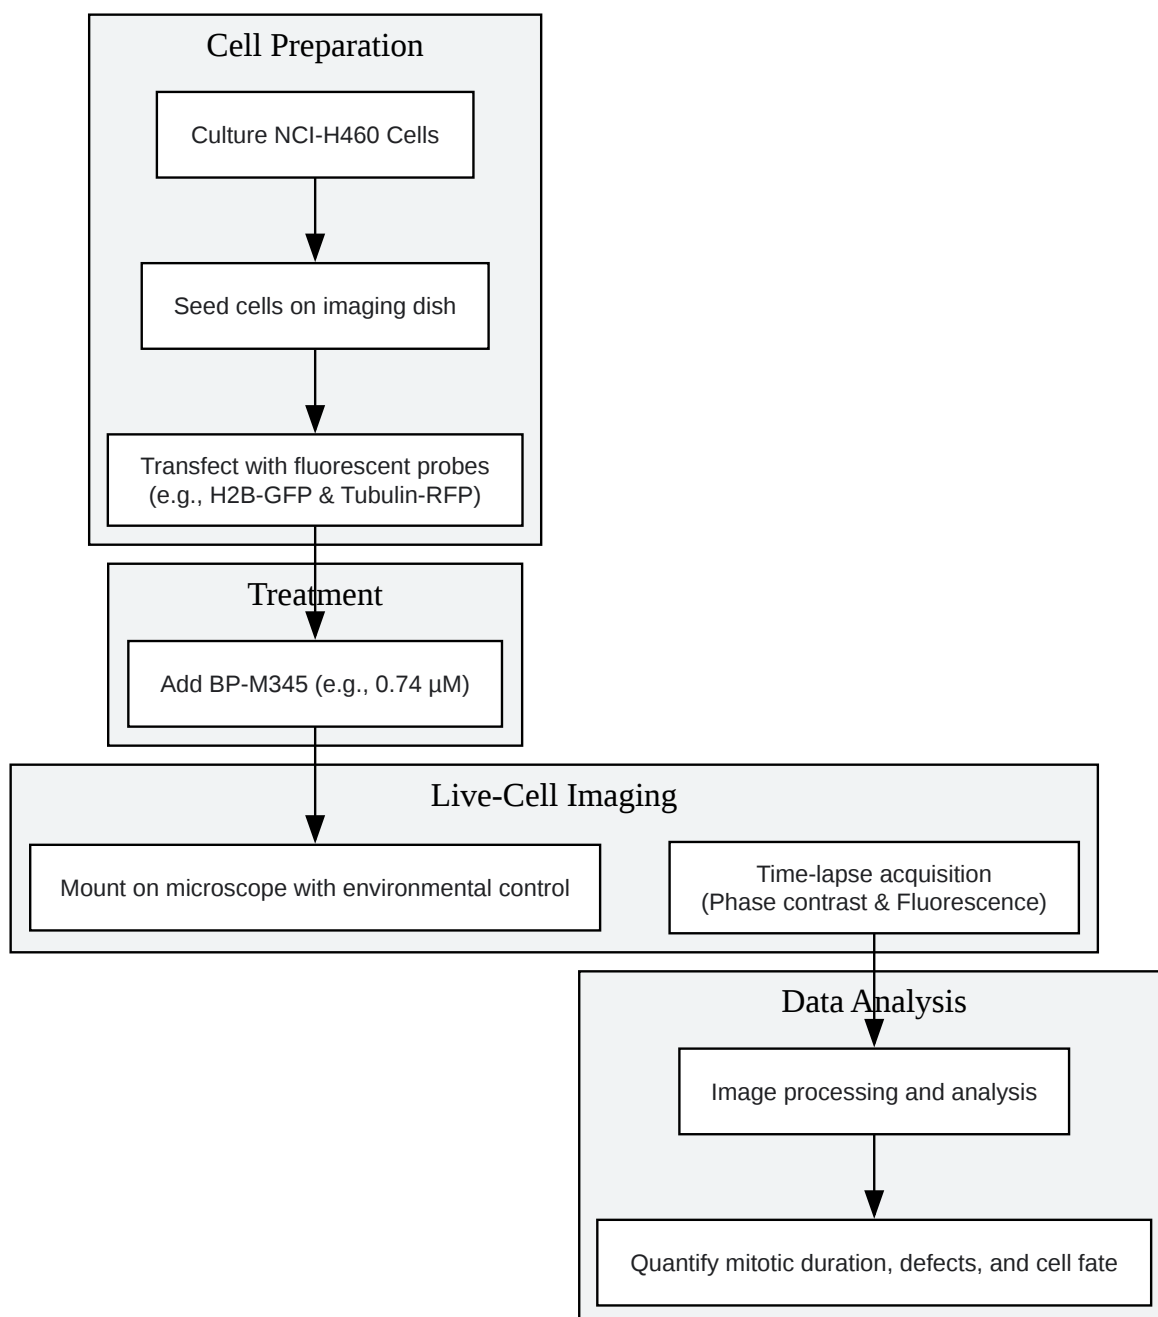 Cell Preparation
Culture NCI-H460 Cells
Seed cells on imaging dish
Transfect with fluorescent probes
(e.g., H2B-GFP & Tubulin-RFP)
Treatment
Add BP-M345 (e.g., 0.74 µM)
Live-Cell Imaging
Mount on microscope with environmental control
Time-lapse acquisition
(Phase contrast & Fluorescence)
Data Analysis
Image processing and analysis
Quantify mitotic duration, defects, and cell fate